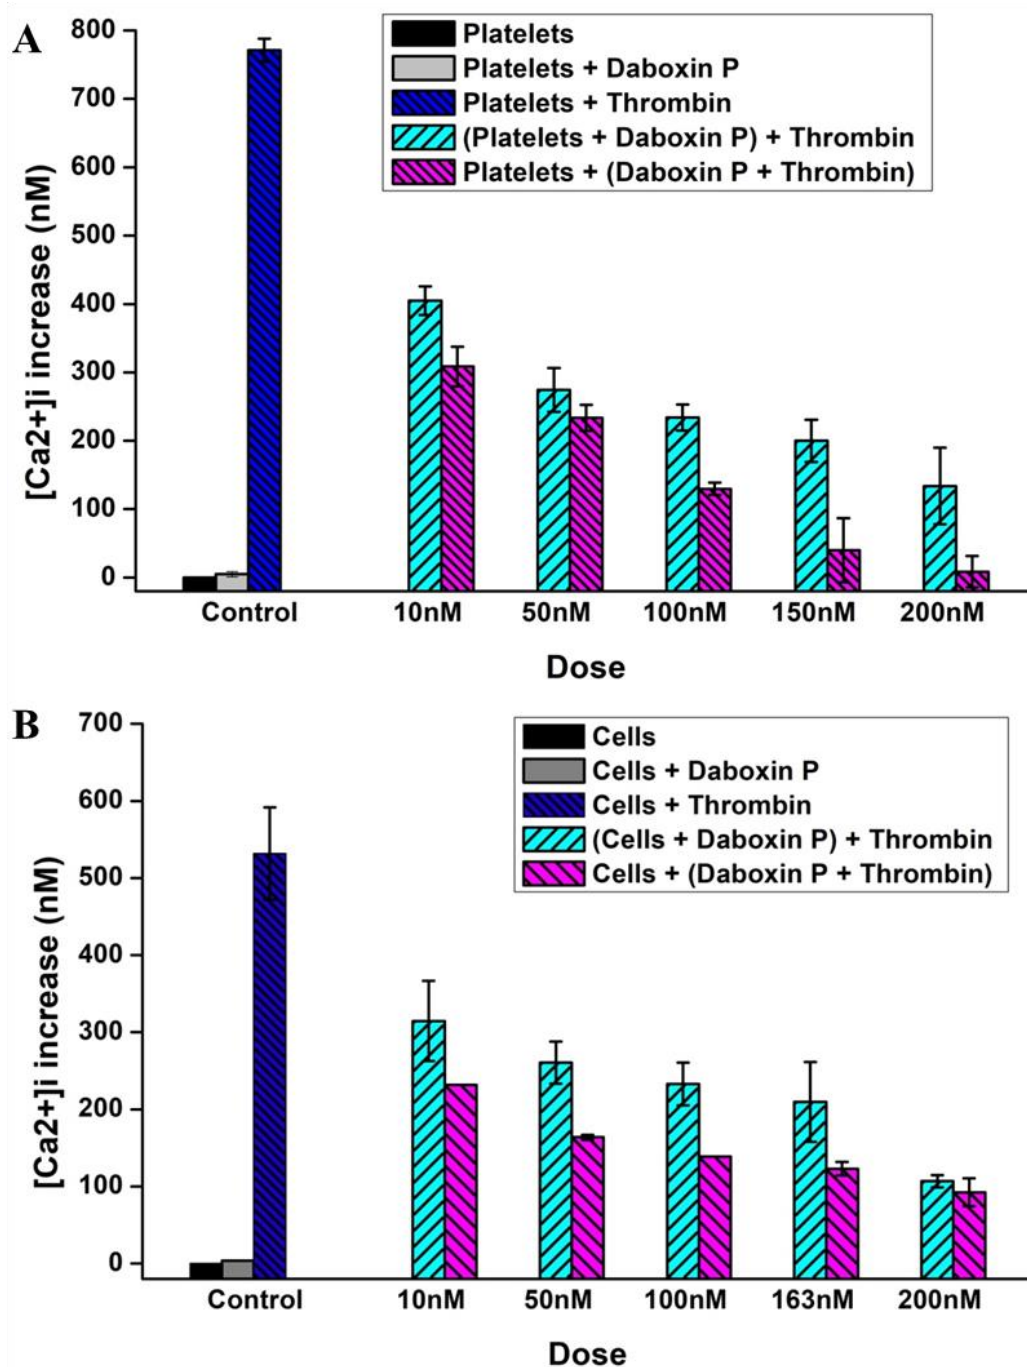 A
800
700
600
500
400
300
200
100
0
[Ca2+]i increase (nM)
Platelets
Platelets + Daboxin P
Platelets + Thrombin
(Platelets + Daboxin P) + Thrombin
Platelets + (Daboxin P + Thrombin)
Control 10nM 50nM 100nM 150nM 200nM
Dose
B
700
600
500
400
300
200
100
0
[Ca2+]i increase (nM)
Cells
Cells + Daboxin P
Cells + Thrombin
(Cells + Daboxin P) + Thrombin
Cells + (Daboxin P + Thrombin)
Control 10nM 50nM 100nM 163nM 200nM
Dose